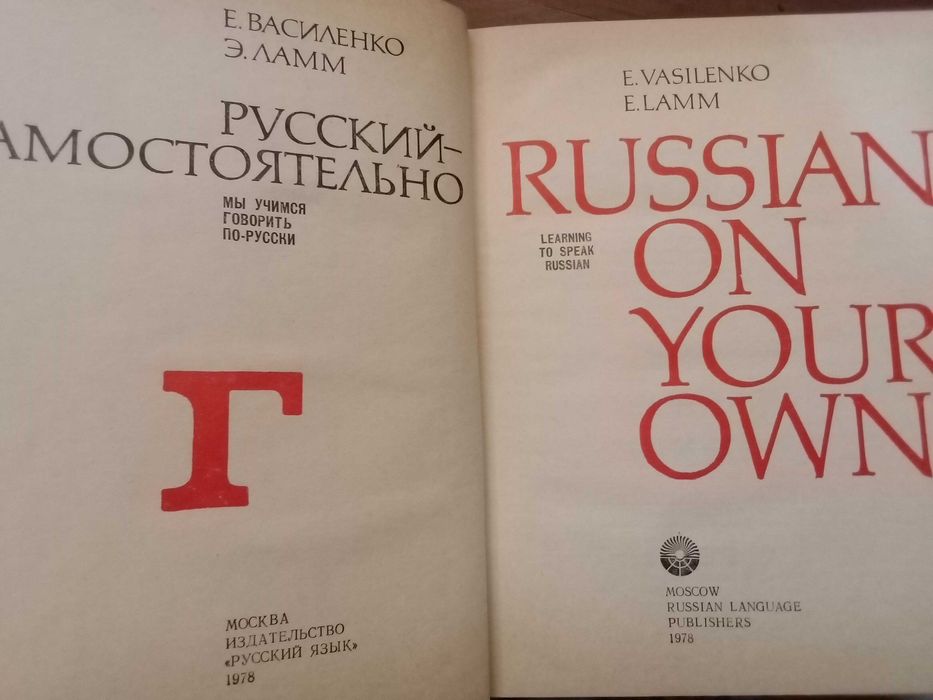 Е. ВАСИЛЕНКО
Э. ЛАММ
РУССКИЙ–
АМОСТОЯТЕЛЬНО
МЫ УЧИМСЯ
ГОВОРИТЬ
ПО-РУССКИ
Г
МОСКВА
ИЗДАТЕЛЬСТВО
«РУССКИЙ ЯЗЫК»
1978
E. VASILENKO
E. LAMM
RUSSIAN
ON
YOUR
OWN
LEARNING
TO SPEAK
RUSSIAN
MOSCOW
RUSSIAN LANGUAGE
PUBLISHERS
1978